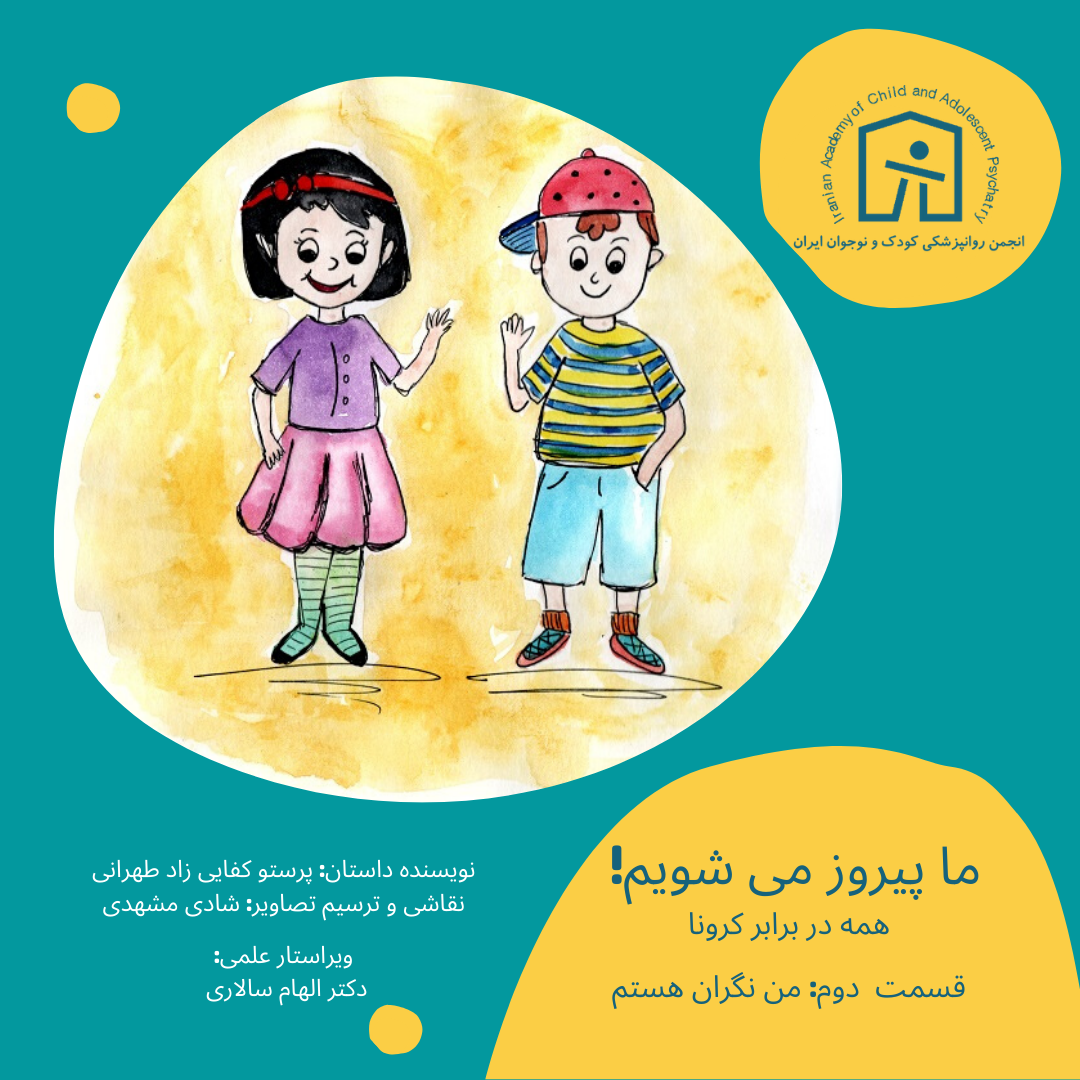 Iranian Academy of Child and Adolescent Psychatry
انجمن روانپزشکی کودک و نوجوان ایران
ما پیروز می شویم!
همه در برابر کرونا
قسمت دوم: من نگران هستم
نویسنده داستان: پرستو کفایی زاد طهرانی
نقاشی و ترسیم تصاویر: شادی مشهدی
ویراستار علمی:
دکتر الهام سالاری